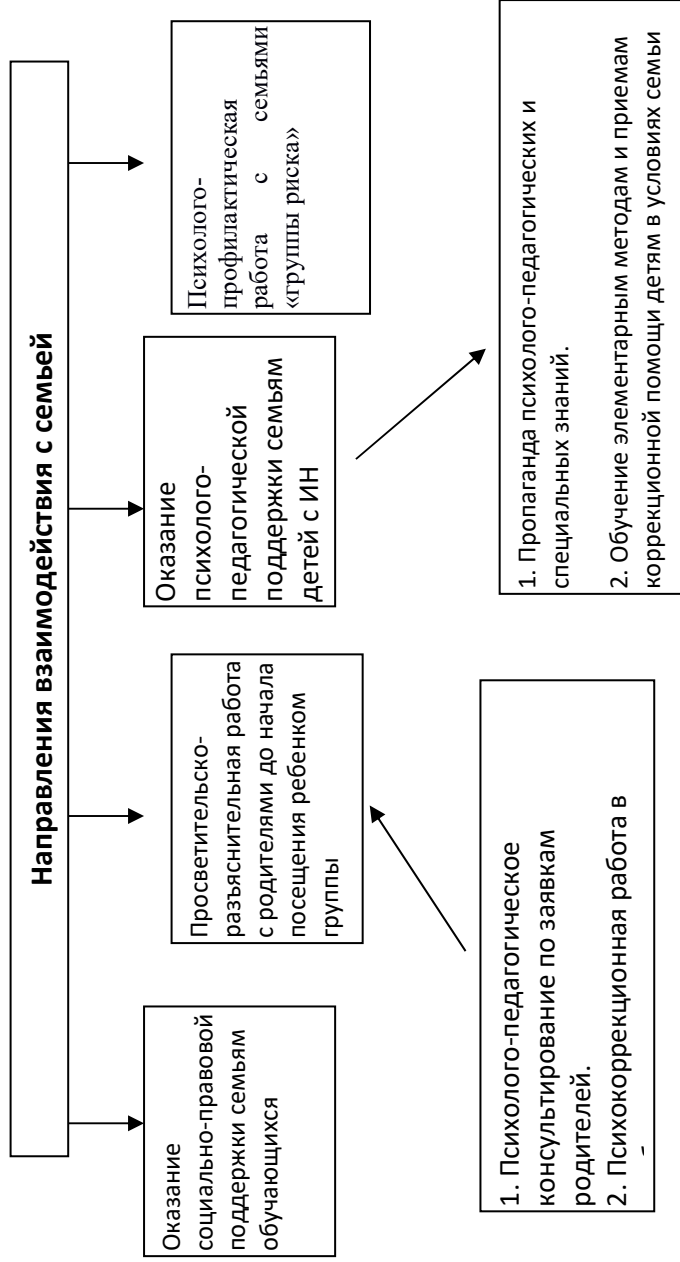 Направления взаимодействия с семьей
Оказание
социально-правовой
поддержки семьям
обучающихся
Просветительско-
разъяснительная работа
с родителями до начала
посещения ребенком
группы
Оказание
психолого-
педагогической
поддержки семьям
детей с ИН
Психолого-
профилактическая
работа с семьями
«группы риска»
1. Психолого-педагогическое
консультирование по заявкам
родителей.
2. Психокоррекционная работа в
1. Пропаганда психолого-педагогических и
специальных знаний.
2. Обучение элементарным методам и приемам
коррекционной помощи детям в условиях семьи